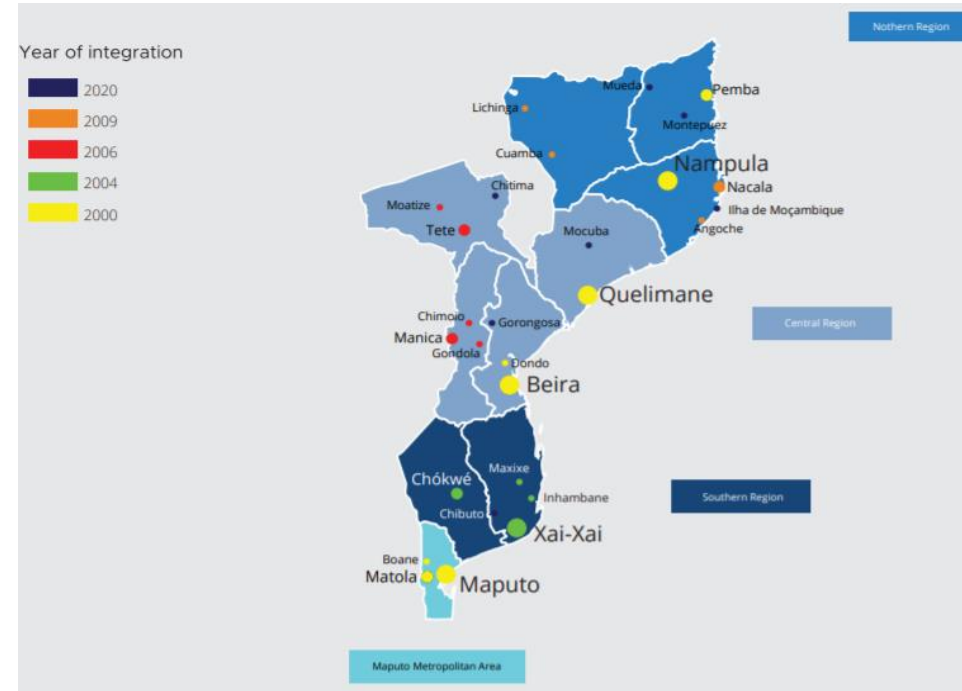 Nothern Region
Year of integration
2020
2009
2006
2004
2000
Mueda
Pemba
Lichinga
Montepuez
Cuamba
Nampula
Nacala
Chitima
Moatize
Ilha de Moçambique
Angoche
Tete
Mocuba
Quelimane
Chimoio
Gorongosa
Central Region
Manica
Gondola
Dondo
Beira
Maxixe
Chókwé
Inhambane
Southern Region
Chibuto
Xai-Xai
Boane
Matola
Maputo
Maputo Metropolitan Area